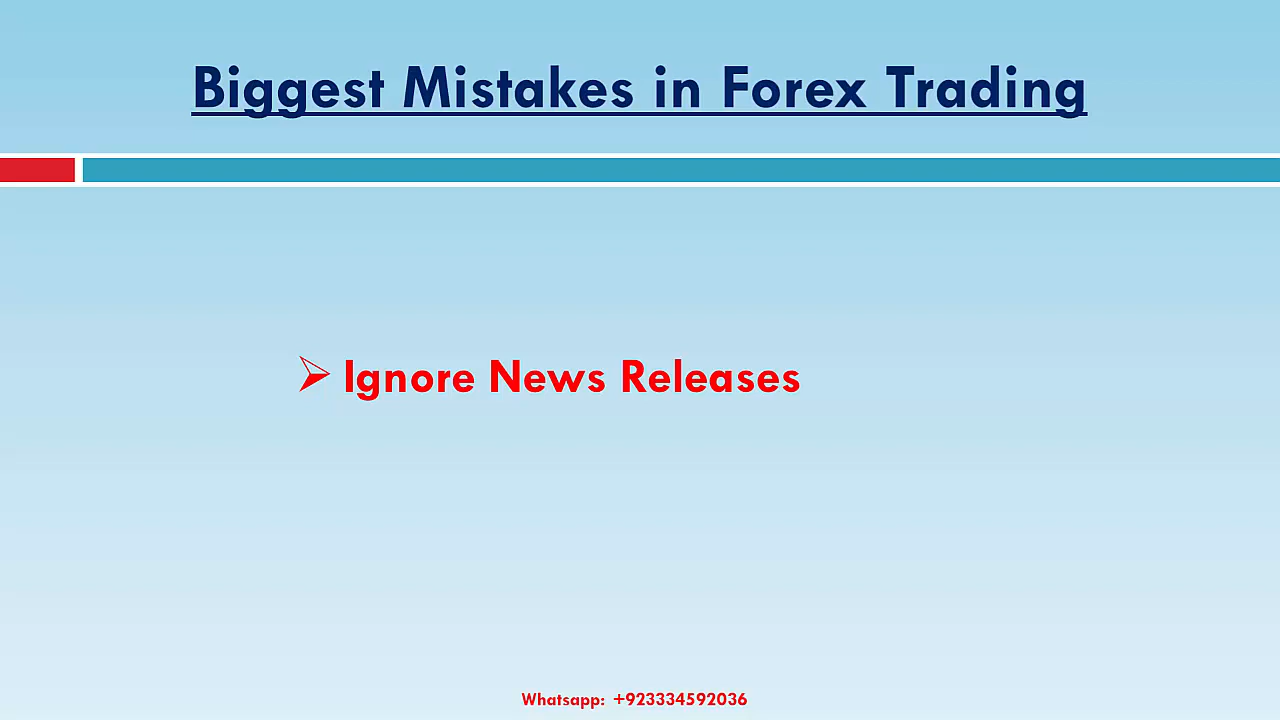 Biggest Mistakes in Forex Trading
Ignore News Releases
Whatsapp: +923334592036